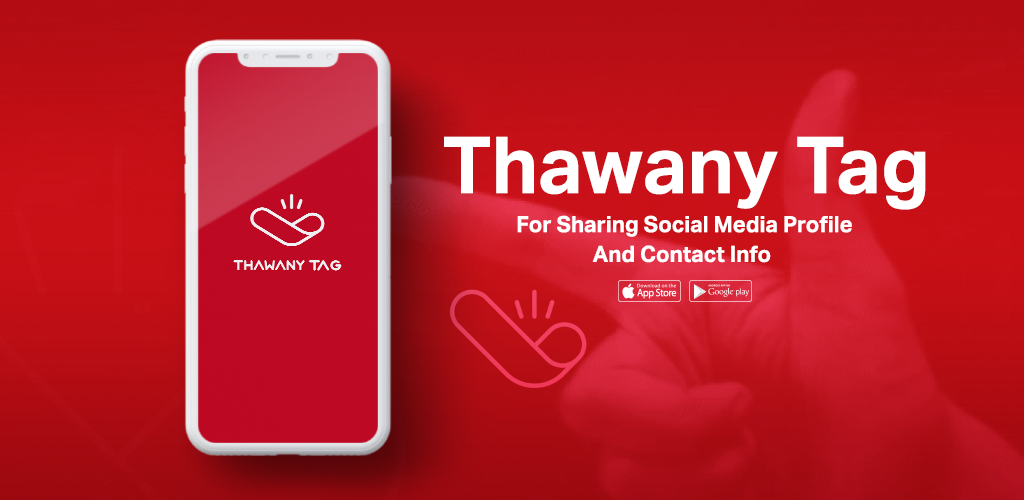 THAWANY TAG
Thawany Tag
For Sharing Social Media Profile
And Contact Info
Download on the
App Store
ANDROID APP ON
Google play